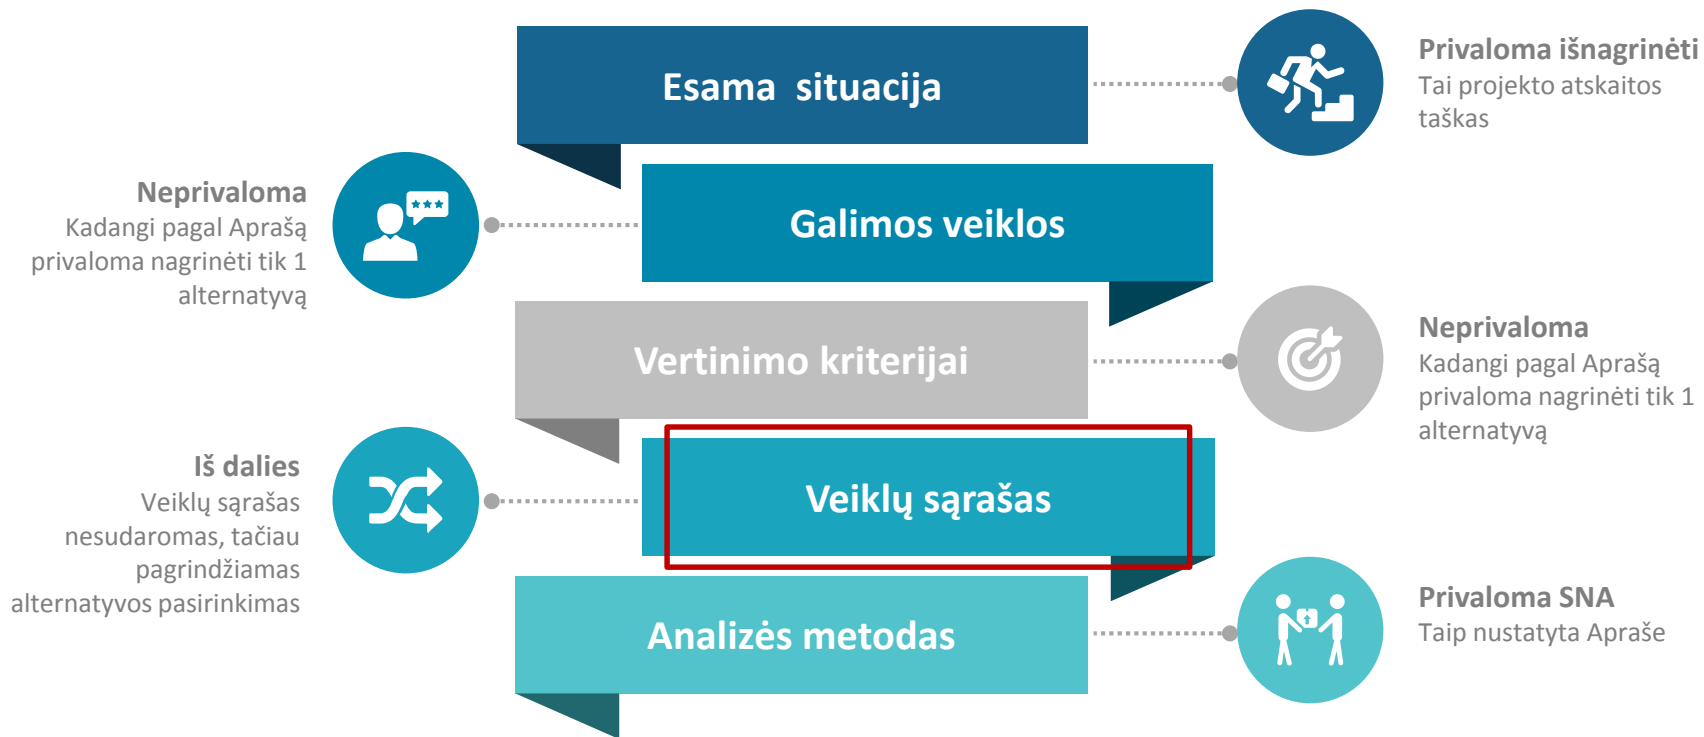 Esama situacija
Privaloma išnagrinėti
Tai projekto atskaitos
taškas
Neprivaloma
Kadangi pagal Aprašą
privaloma nagrinėti tik 1
alternatyvą
Galimos veiklos
Vertinimo kriterijai
Neprivaloma
Kadangi pagal Aprašą
privaloma nagrinėti tik 1
alternatyvą
Iš dalies
Veiklų sąrašas
nesudaromas, tačiau
pagrindžiamas
alternatyvos pasirinkimas
Veiklų sąrašas
Analizės metodas
Privaloma SNA
Taip nustatyta Apraše